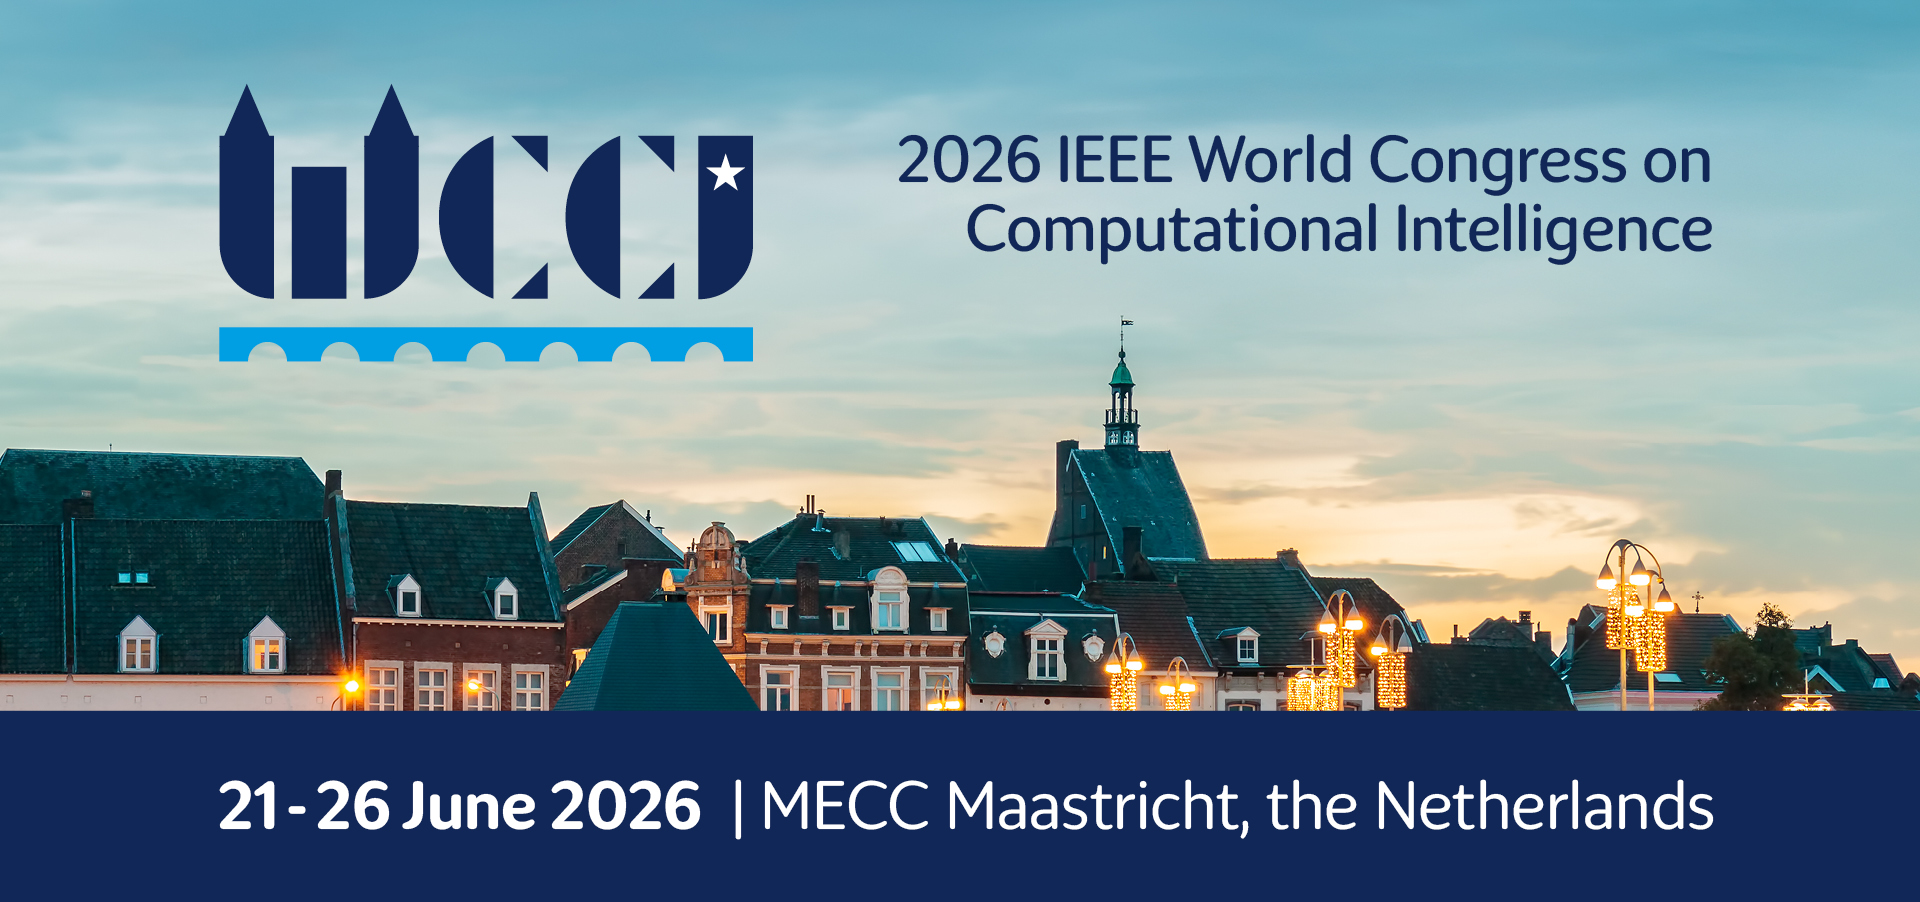 WCCI
2026 IEEE World Congress on
Computational Intelligence
21-26 June 2026 | MECC Maastricht, the Netherlands